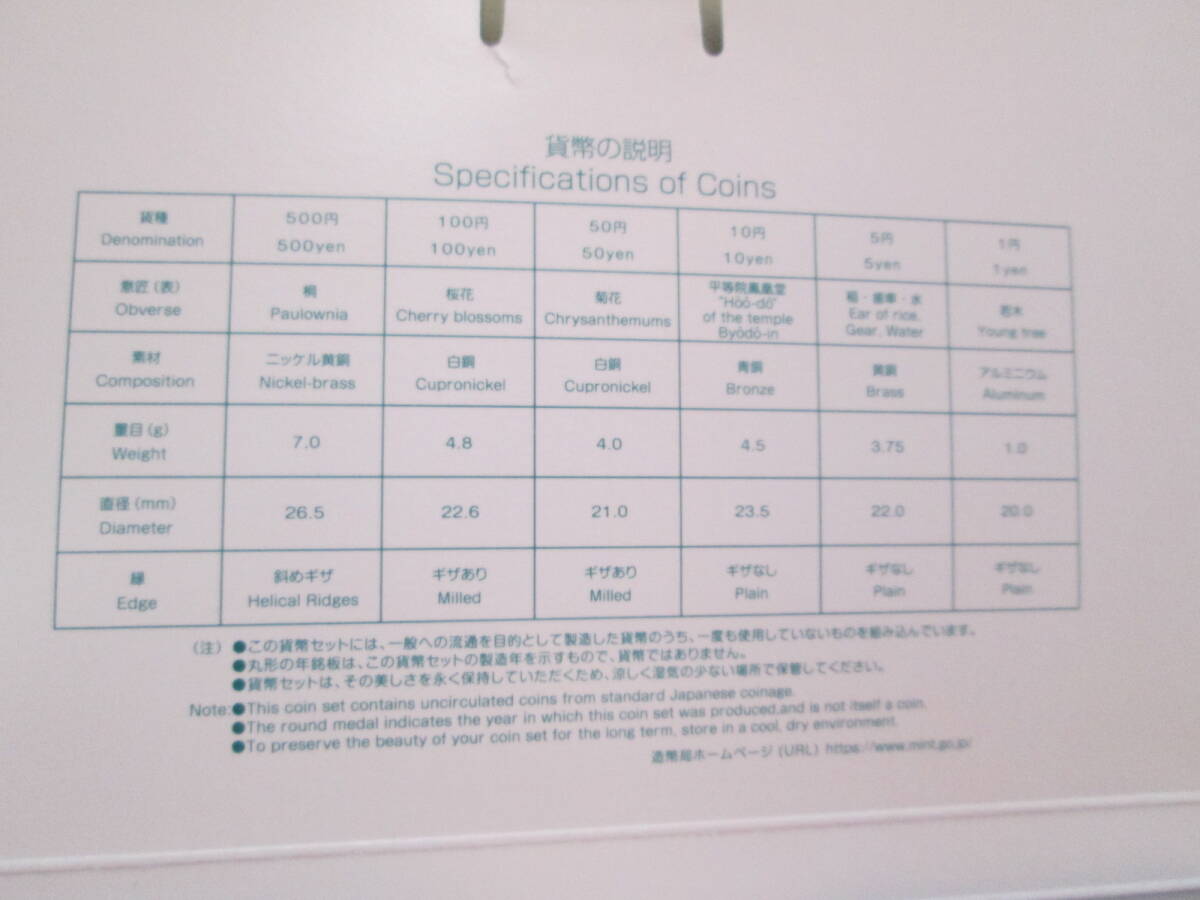 貨幣の説明
Specifications of Coins
貨種 500円 100円 50円 10円 5円 1円
Denomination 500yen 100yen 50yen 10yen 5yen 1yen
意匠(表) 桐 桜花 菊花 平等院鳳凰堂 稲・歯車・水 若木
Obverse Paulownia Cherry blossoms Chrysanthemums "Hōō-dō" Ear of rice, Young tree
of the temple Gear, Water
Byōdō-in
素材 ニッケル黄銅 白銅 白銅 青銅 黄銅 アルミニウム
Composition Nickel-brass Cupronickel Cupronickel Bronze Brass Aluminum
量目(g) 7.0 4.8 4.0 4.5 3.75 1.0
Weight
直径(mm) 26.5 22.6 21.0 23.5 22.0 20.0
Diameter
縁 斜めギザ ギザあり ギザあり ギザなし ギザなし ギザなし
Edge Helical Ridges Milled Milled Plain Plain Plain
(注) ●この貨幣セットには、一般への流通を目的として製造した貨幣のうち、一度も使用していないものを組み込んでいます。
●丸形の年銘板は、この貨幣セットの製造年を示すもので、貨幣ではありません。
●貨幣セットは、その美しさを永く保持していただくため、涼しく湿気の少ない場所で保管してください。
Note:●This coin set contains uncirculated coins from standard Japanese coinage.
●The round medal indicates the year in which this coin set was produced,and is not itself a coin.
●To preserve the beauty of your coin set for the long term, store in a cool, dry environment.
造幣局ホームページ (URL) https://www.mint.go.jp/